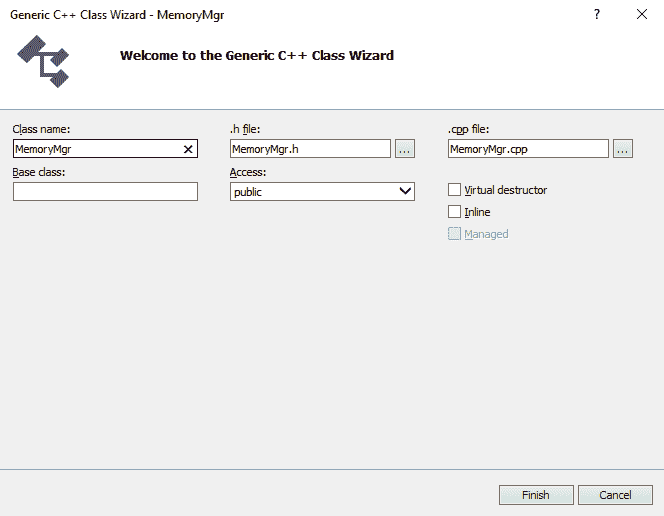 Generic C++ Class Wizard - MemoryMgr
?
Welcome to the Generic C++ Class Wizard
Class name: .h file: .cpp file:
MemoryMgr MemoryMgr.h ... MemoryMgr.cpp ...
Base class: Access:
public Virtual destructor
Inline
Managed
Finish Cancel